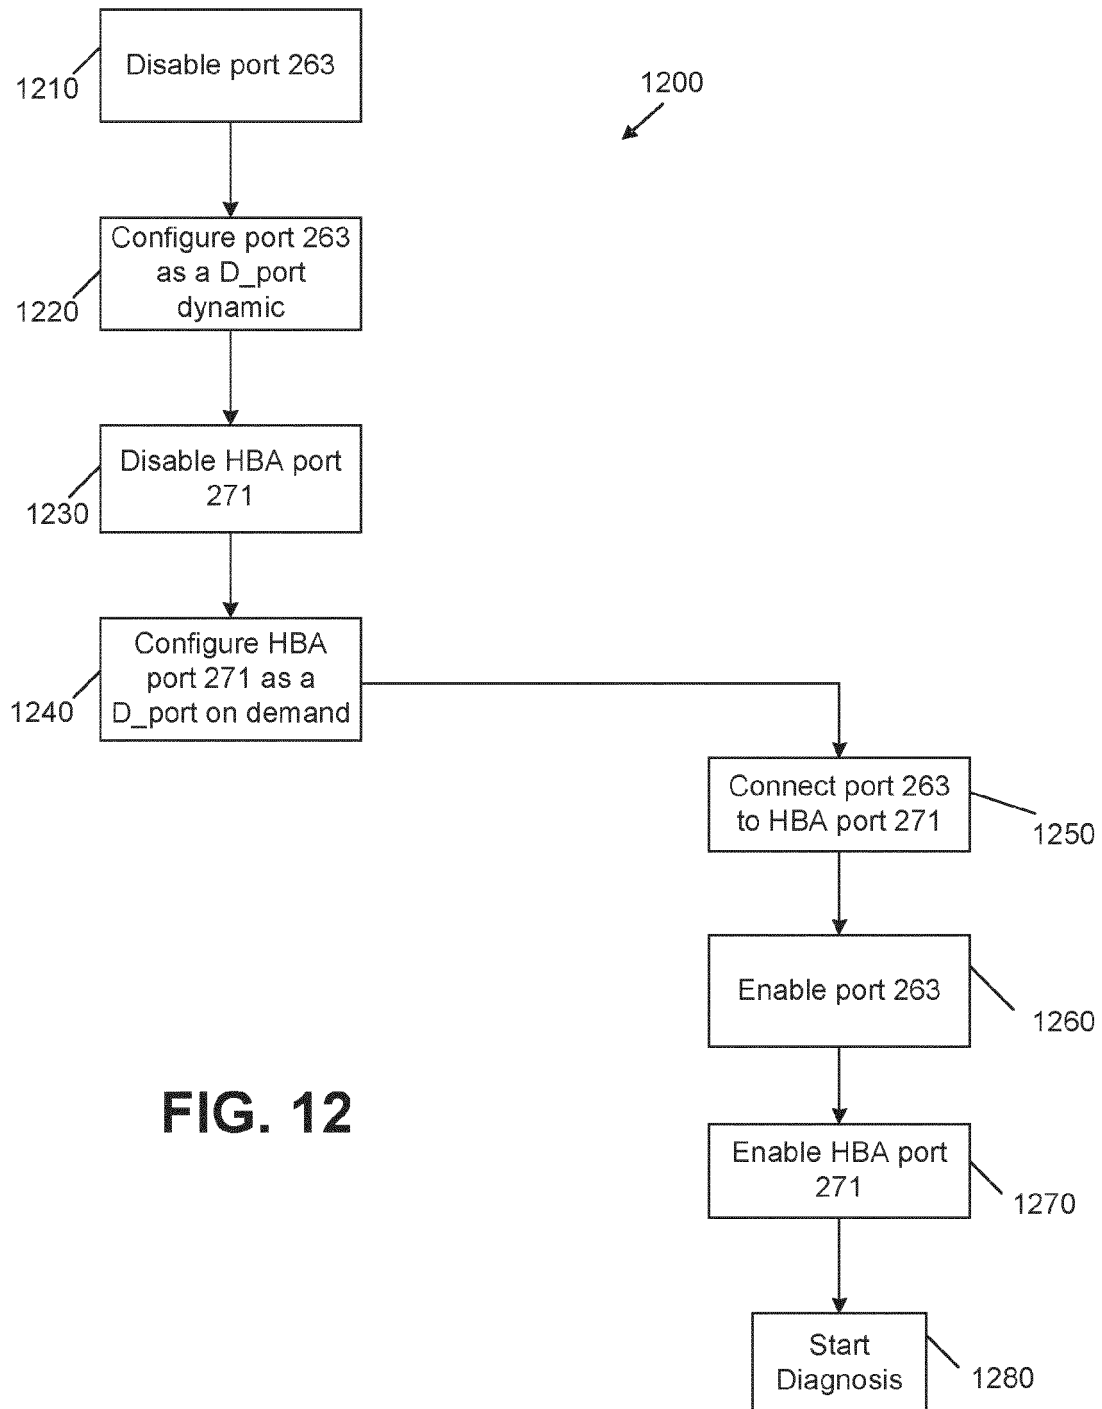 Disable port 263
1210
1200
Configure port 263
as a D_port
dynamic
1220
Disable HBA port
271
1230
Configure HBA
port 271 as a
D_port on demand
1240
Connect port 263
to HBA port 271
1250
Enable port 263
1260
FIG. 12
Enable HBA port
271
1270
Start
Diagnosis
1280